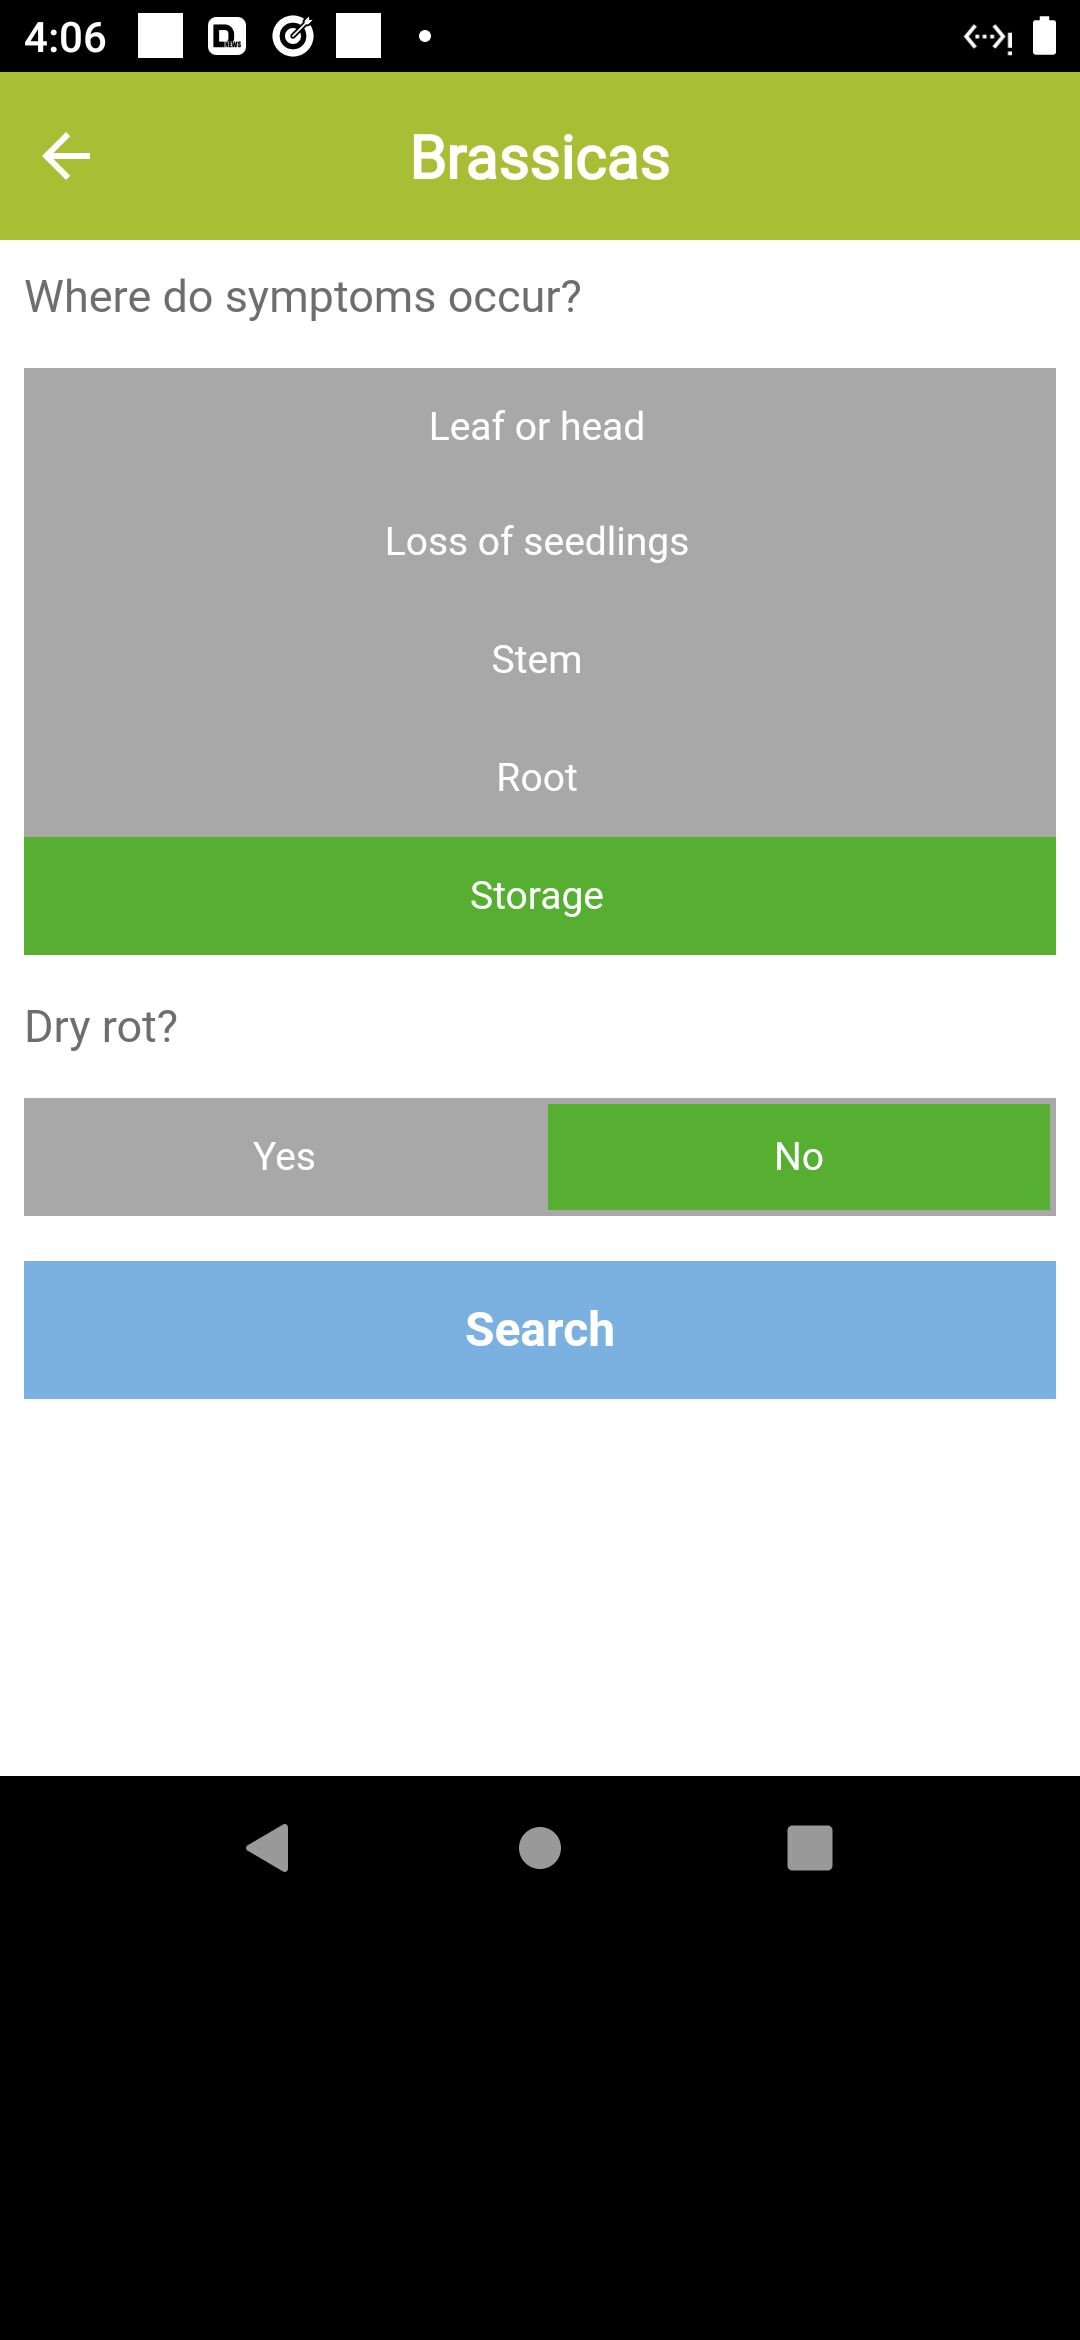 4:06
D NEWS
Brassicas
Where do symptoms occur?
Leaf or head
Loss of seedlings
Stem
Root
Storage
Dry rot?
Yes No
Search